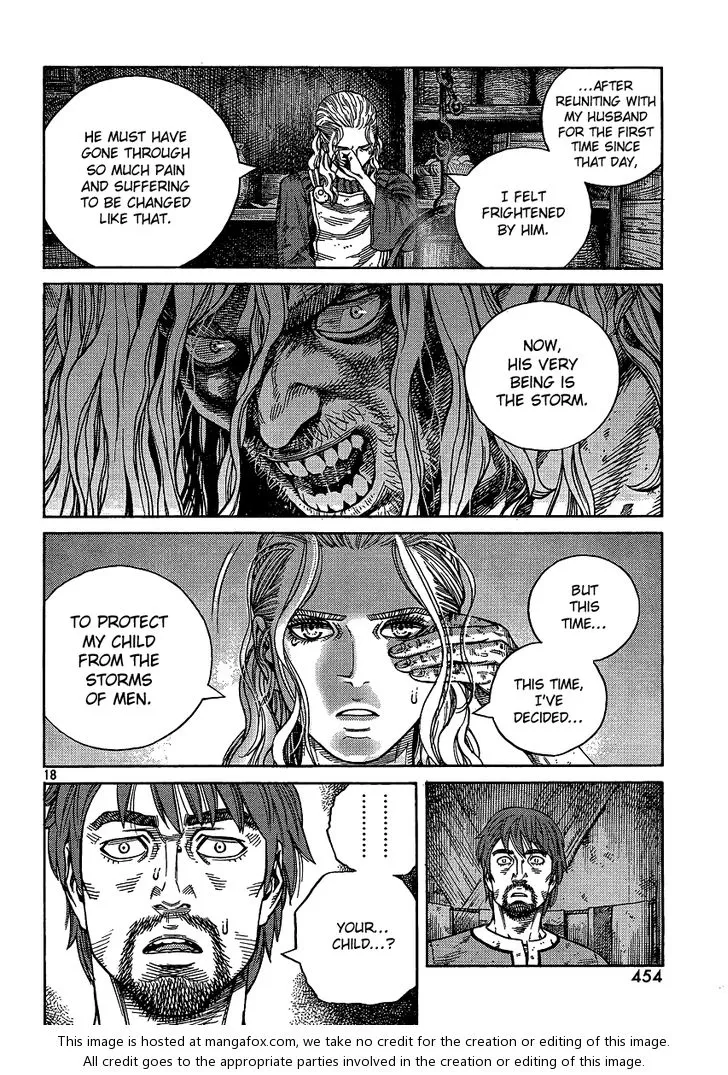 ...AFTER
REUNITING WITH
MY HUSBAND
FOR THE FIRST
TIME SINCE
THAT DAY,
I FELT
FRIGHTENED
BY HIM.
HE MUST HAVE
GONE THROUGH
SO MUCH PAIN
AND SUFFERING
TO BE CHANGED
LIKE THAT.
NOW,
HIS VERY
BEING IS
THE STORM.
BUT
THIS
TIME...
THIS TIME,
I'VE
DECIDED...
TO PROTECT
MY CHILD
FROM THE
STORMS
OF MEN.
18
.......
.......
YOUR...
CHILD...?
454
This image is hosted at mangafox.com, we take no credit for the creation or editing of this image.
All credit goes to the appropriate parties involved in the creation or editing of this image.